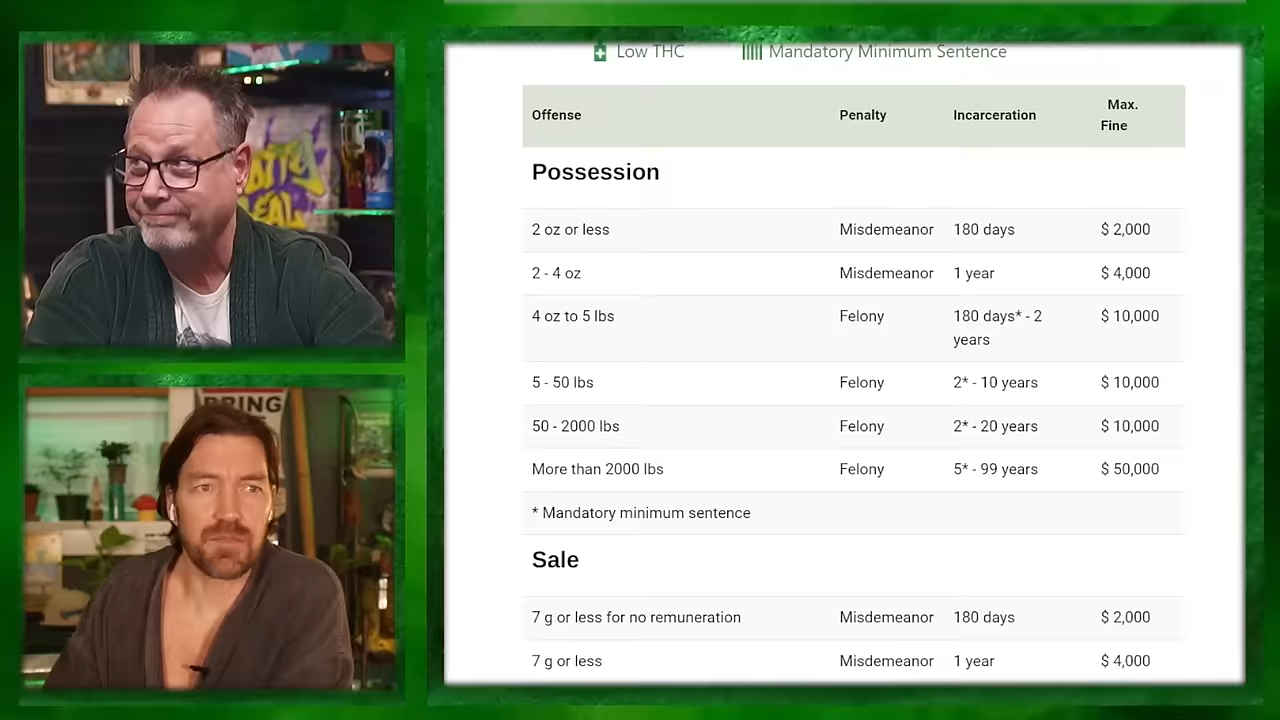 Low THC
Mandatory Minimum Sentence
Offense Penalty Incarceration Max. Fine
Possession
2 oz or less Misdemeanor 180 days $ 2,000
2 - 4 oz Misdemeanor 1 year $ 4,000
4 oz to 5 lbs Felony 180 days* - 2 years $ 10,000
5 - 50 lbs Felony 2* - 10 years $ 10,000
50 - 2000 lbs Felony 2* - 20 years $ 10,000
More than 2000 lbs Felony 5* - 99 years $ 50,000
* Mandatory minimum sentence
Sale
7 g or less for no remuneration Misdemeanor 180 days $ 2,000
7 g or less Misdemeanor 1 year $ 4,000